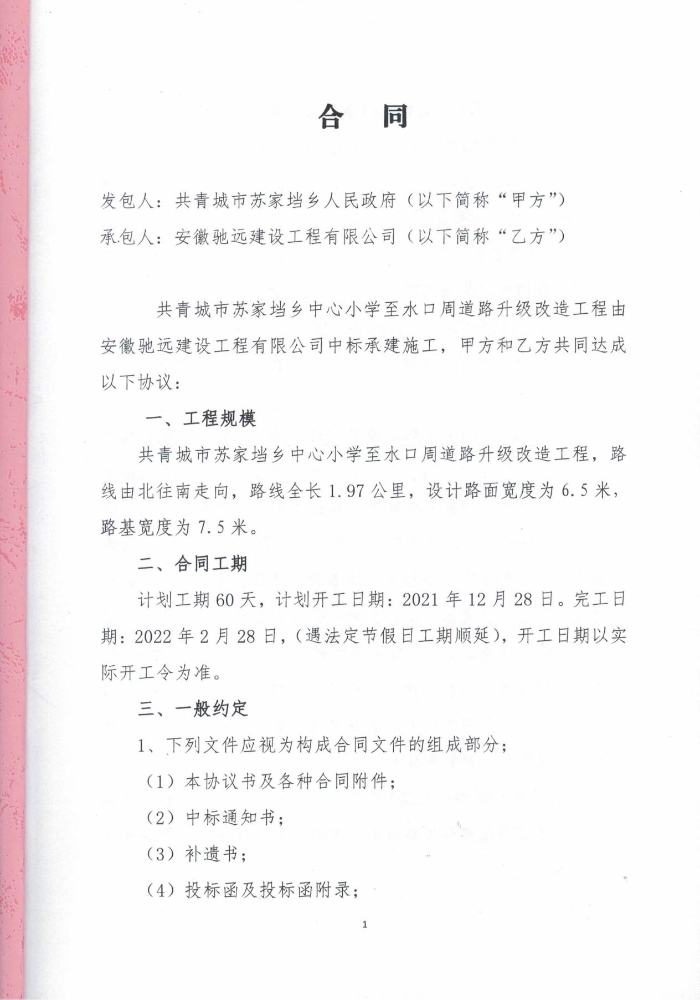 合 同
发包人：共青城市苏家垱乡人民政府（以下简称“甲方”）
承包人：安徽驰远建设工程有限公司（以下简称“乙方”）
共青城市苏家垱乡中心小学至水口周道路升级改造工程由
安徽驰远建设工程有限公司中标承建施工，甲方和乙方共同达成
以下协议：
一、工程规模
共青城市苏家垱乡中心小学至水口周道路升级改造工程，路
线由北往南走向，路线全长 1.97 公里，设计路面宽度为 6.5 米，
路基宽度为 7.5 米。
二、合同工期
计划工期 60 天，计划开工日期：2021 年 12 月 28 日。完工日
期：2022 年 2 月 28 日，（遇法定节假日工期顺延），开工日期以实
际开工令为准。
三、一般约定
1、下列文件应视为构成合同文件的组成部分；
（1）本协议书及各种合同附件；
（2）中标通知书；
（3）补遗书；
（4）投标函及投标函附录；
1